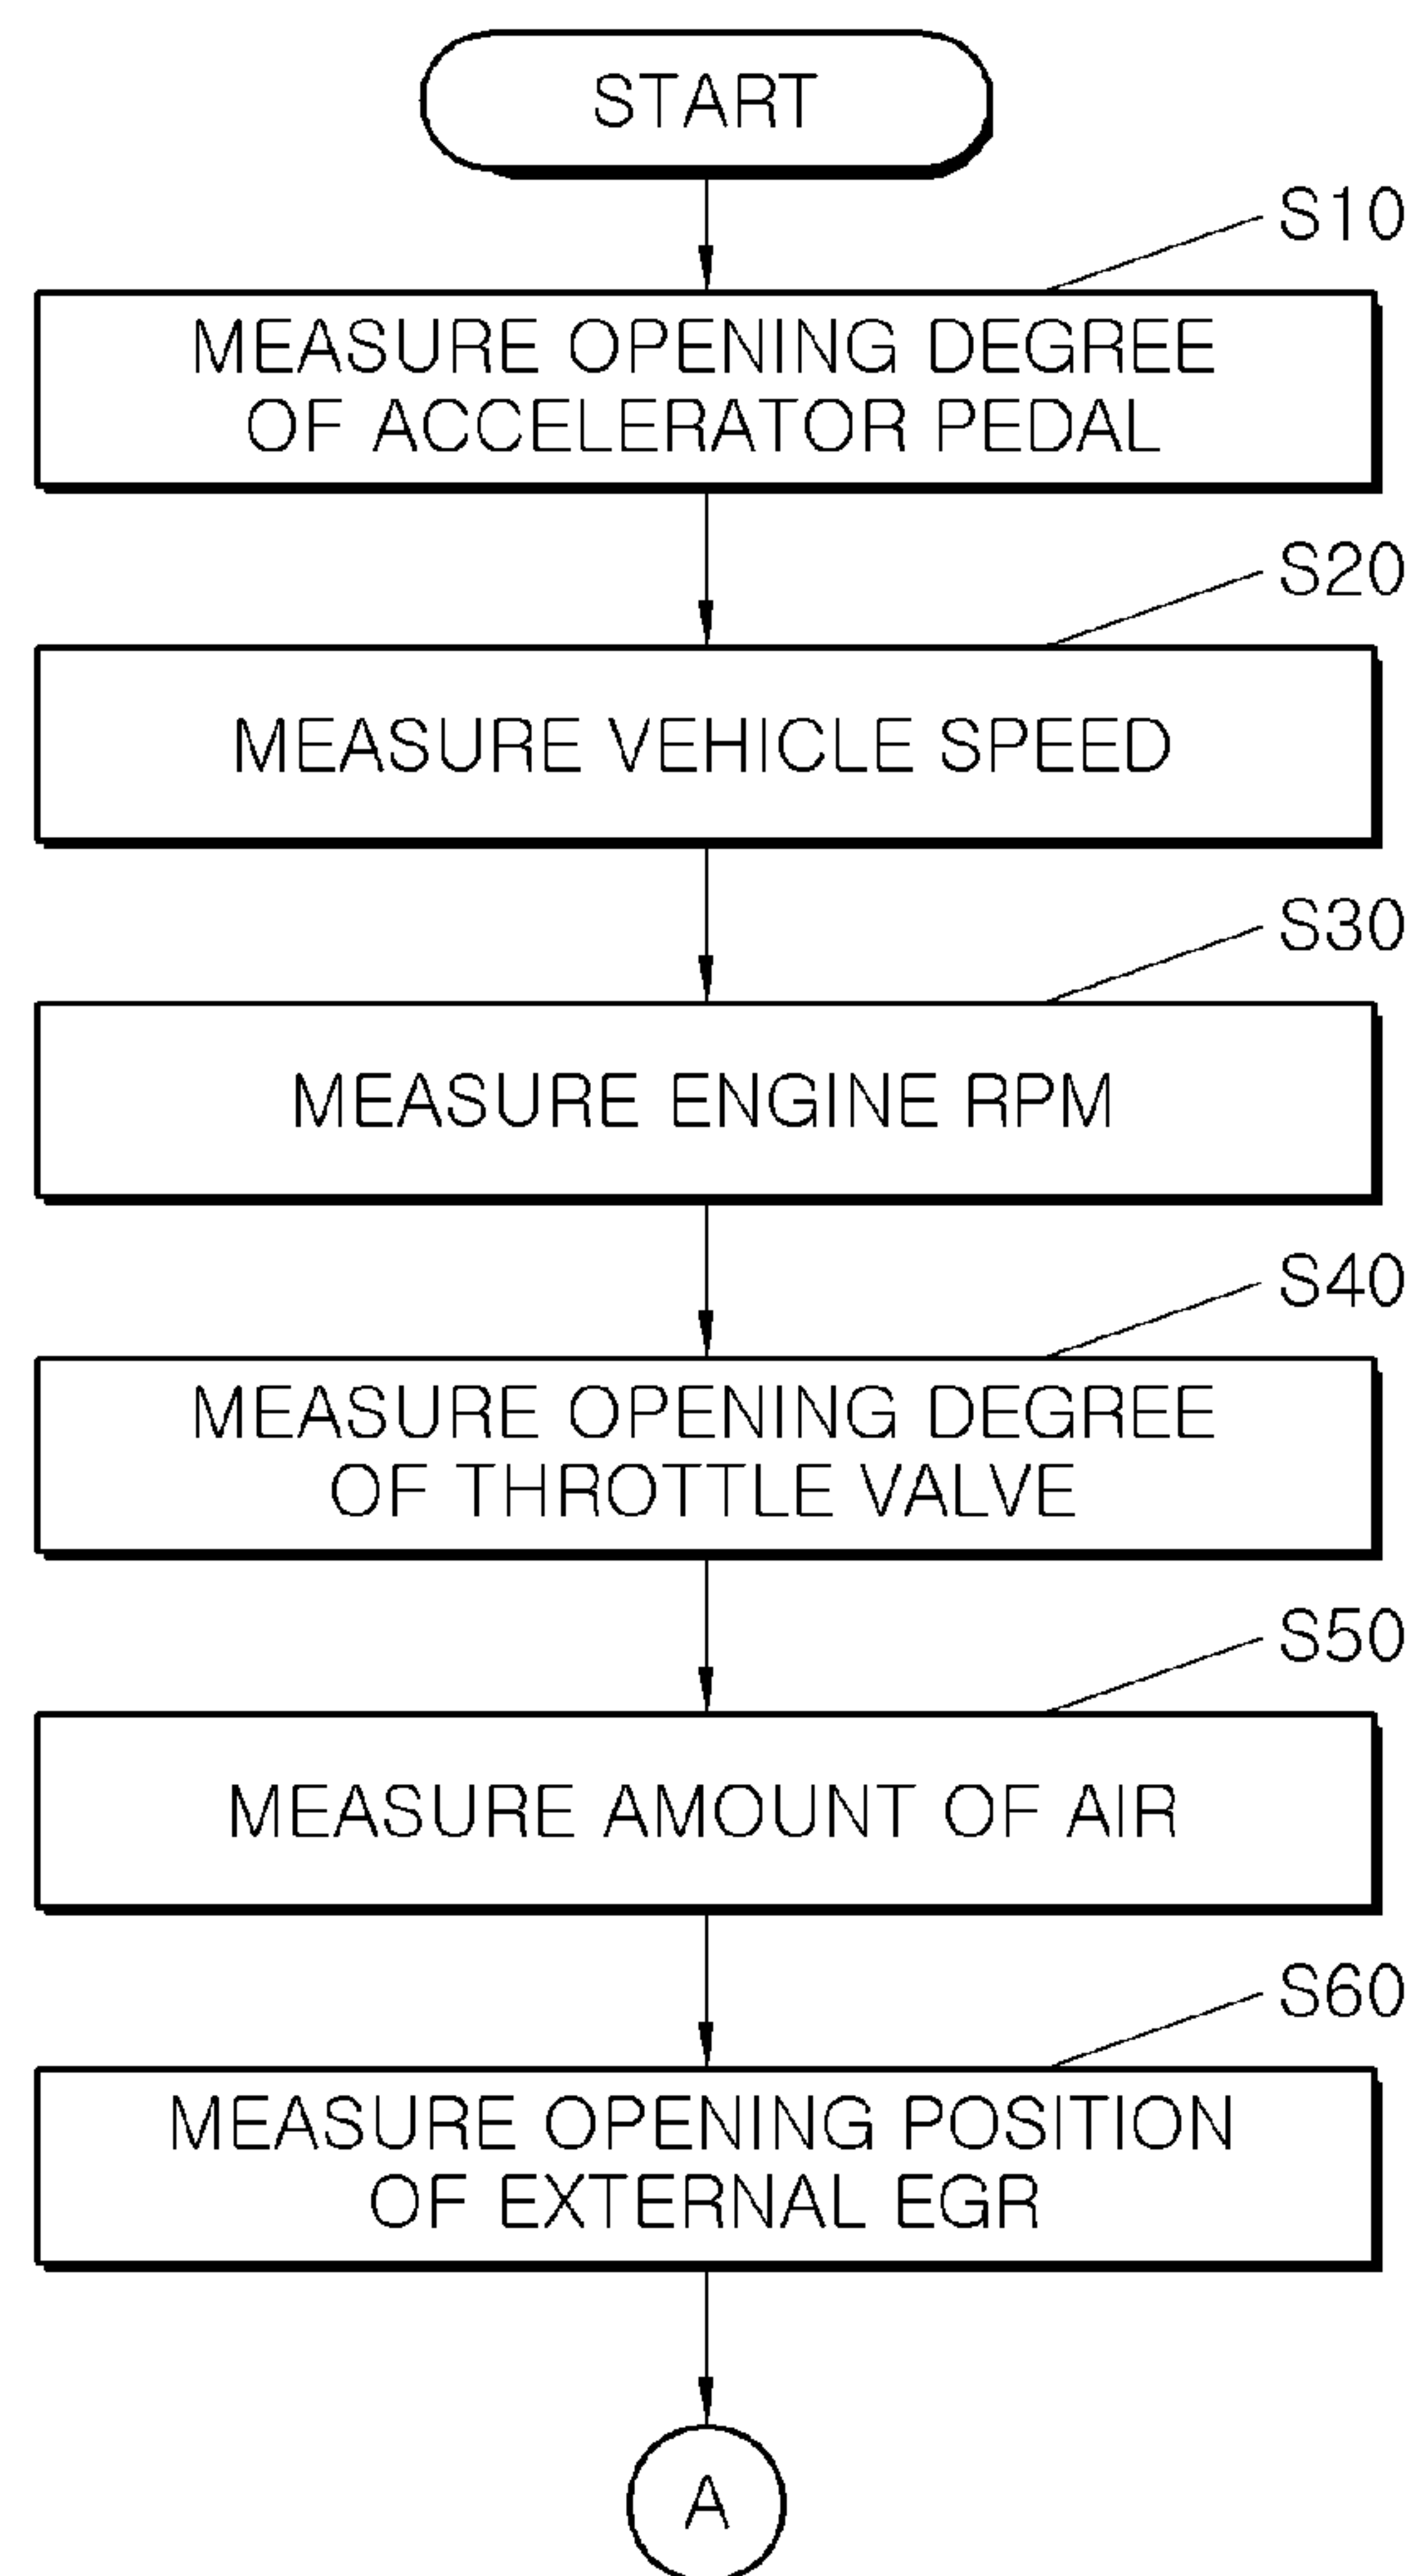 START
S10
MEASURE OPENING DEGREE
OF ACCELERATOR PEDAL
S20
MEASURE VEHICLE SPEED
S30
MEASURE ENGINE RPM
S40
MEASURE OPENING DEGREE
OF THROTTLE VALVE
S50
MEASURE AMOUNT OF AIR
S60
MEASURE OPENING POSITION
OF EXTERNAL EGR
A